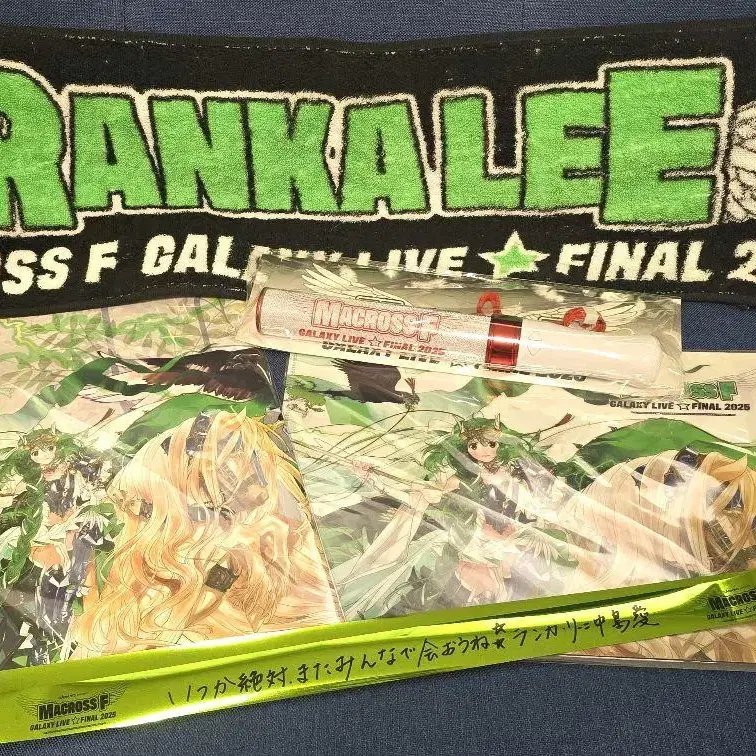 RANKA LEE
SS F GALAXY LIVE ☆ FINAL 2
MACROSS F
GALAXY LIVE ☆ FINAL 2025
GALAXY LIVE ☆ FINAL 2025
F
GALAXY LIVE ☆ FINAL 2025
いつか絶対、またみんなで会おうね☆ランカ・リー=中島愛
MACROSS F
GALAXY LIVE ☆ FINAL 2025
MACROSS F